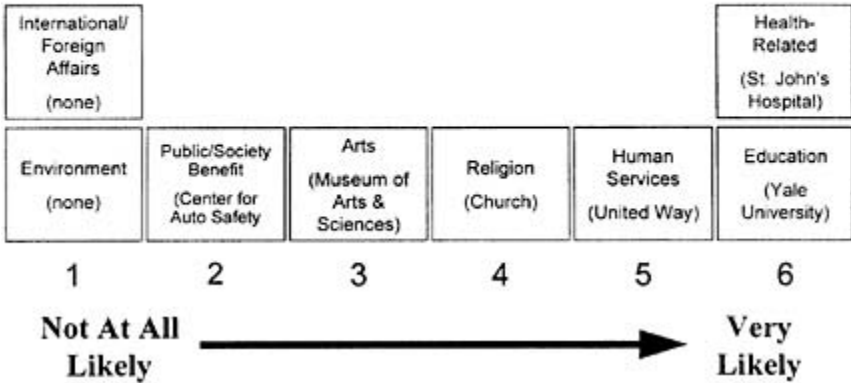 International/
Foreign
Affairs
(none)
Health-
Related
(St. John's
Hospital)
Environment
(none)
Public/Society
Benefit
(Center for
Auto Safety
Arts
(Museum of
Arts &
Sciences)
Religion
(Church)
Human
Services
(United Way)
Education
(Yale
University)
1
2
3
4
5
6
Not At All
Likely
Very
Likely